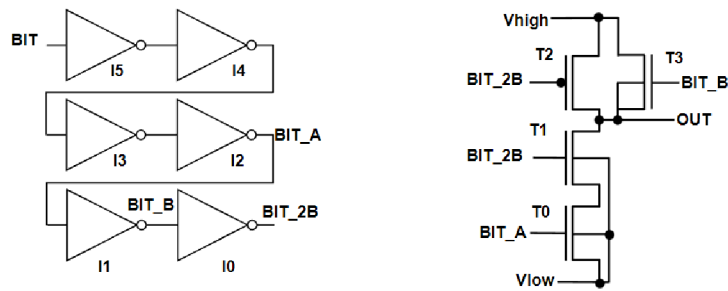 BIT
I5
I4
I3
I2
BIT_A
BIT_B
BIT_2B
I1
I0
Vhigh
T2
T3
BIT_2B
BIT_B
OUT
T1
BIT_2B
T0
BIT_A
Vlow